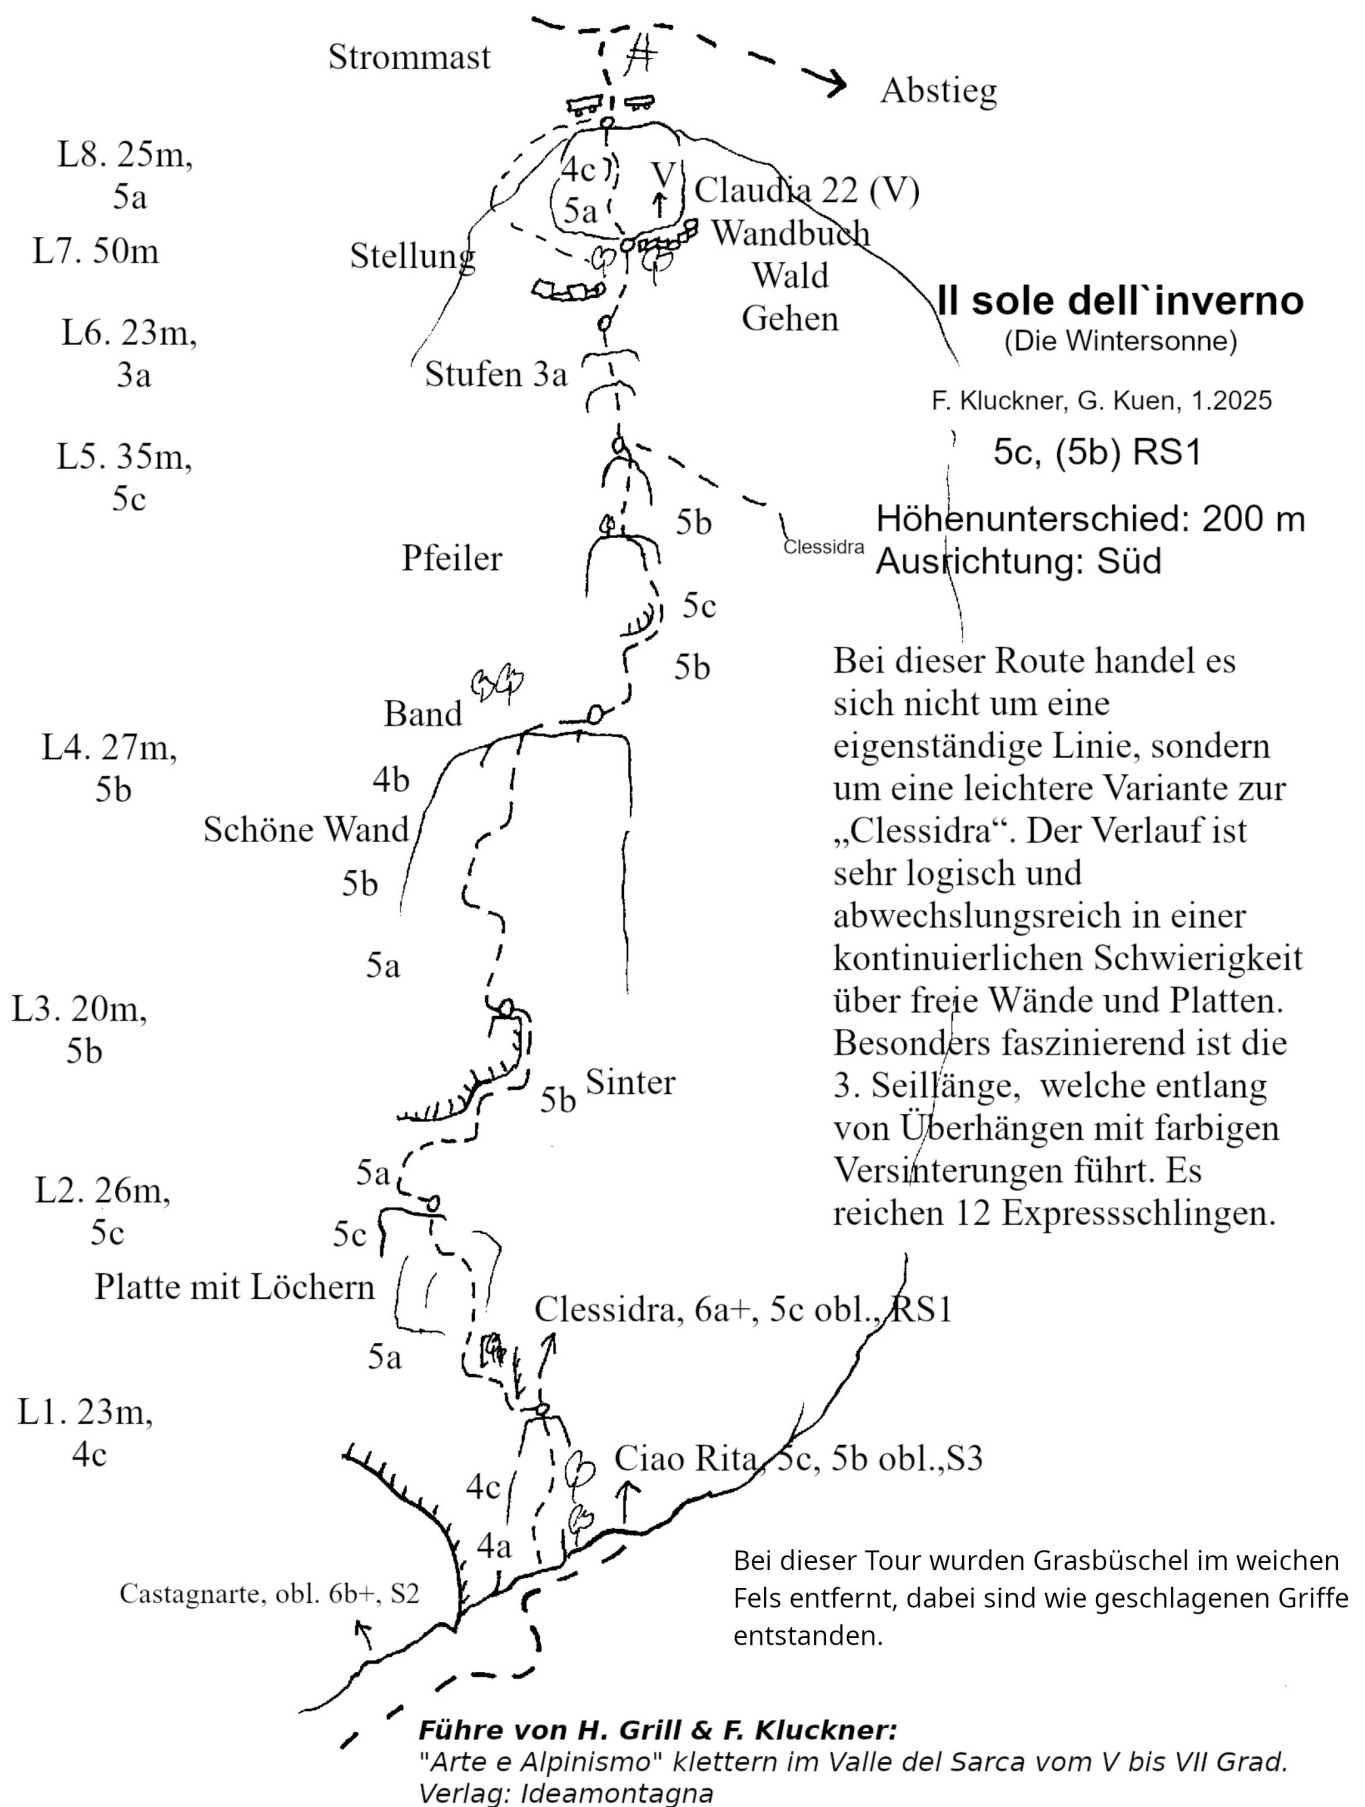 Strommast
Abstieg
L8. 25m,
5a
4c
V
5a
Claudia 22 (V)
Wandbuch
Wald
Gehen
L7. 50m
Stellung
Il sole dell`inverno
(Die Wintersonne)
F. Kluckner, G. Kuen, 1.2025
5c, (5b) RS1
Höhenunterschied: 200 m
Ausrichtung: Süd
L6. 23m,
3a
Stufen 3a
L5. 35m,
5c
5b
Clessidra
Pfeiler
5c
5b
Band
L4. 27m,
5b
4b
Schöne Wand
5b
5a
Bei dieser Route handel es
sich nicht um eine
eigenständige Linie, sondern
um eine leichtere Variante zur
„Clessidra“. Der Verlauf ist
sehr logisch und
abwechslungsreich in einer
kontinuierlichen Schwierigkeit
über freie Wände und Platten.
Besonders faszinierend ist die
3. Seillänge, welche entlang
von Überhängen mit farbigen
Versinterungen führt. Es
reichen 12 Expressschlingen.
L3. 20m,
5b
5b Sinter
5a
L2. 26m,
5c
5c
Platte mit Löchern
5a
Clessidra, 6a+, 5c obl., RS1
L1. 23m,
4c
4c
Ciao Rita, 5c, 5b obl.,S3
4a
Castagnarte, obl. 6b+, S2
Bei dieser Tour wurden Grasbüschel im weichen
Fels entfernt, dabei sind wie geschlagenen Griffe
entstanden.
Führe von H. Grill & F. Kluckner:
"Arte e Alpinismo" klettern im Valle del Sarca vom V bis VII Grad.
Verlag: Ideamontagna